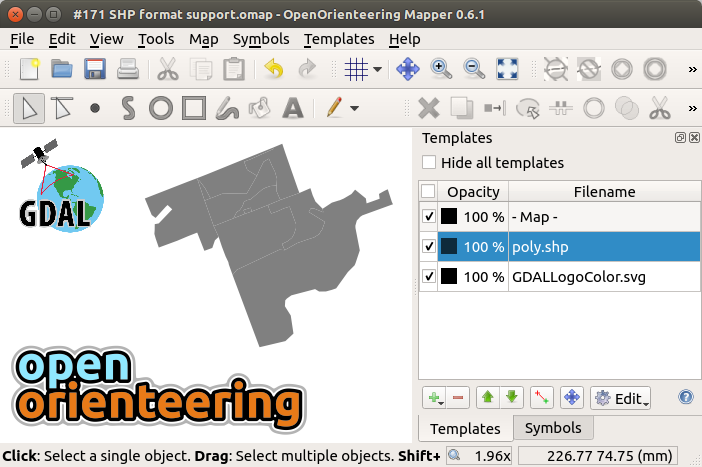 #171 SHP format support.omap - OpenOrienteering Mapper 0.6.1
File Edit View Tools Map Symbols Templates Help
»
A »
Templates
Hide all templates
Opacity Filename
100 % - Map -
100 % poly.shp
100 % GDALLogoColor.svg
GDAL
open
orienteering
Edit
Templates Symbols
Click: Select a single object. Drag: Select multiple objects. Shift+ 1.96x 226.77 74.75 (mm)